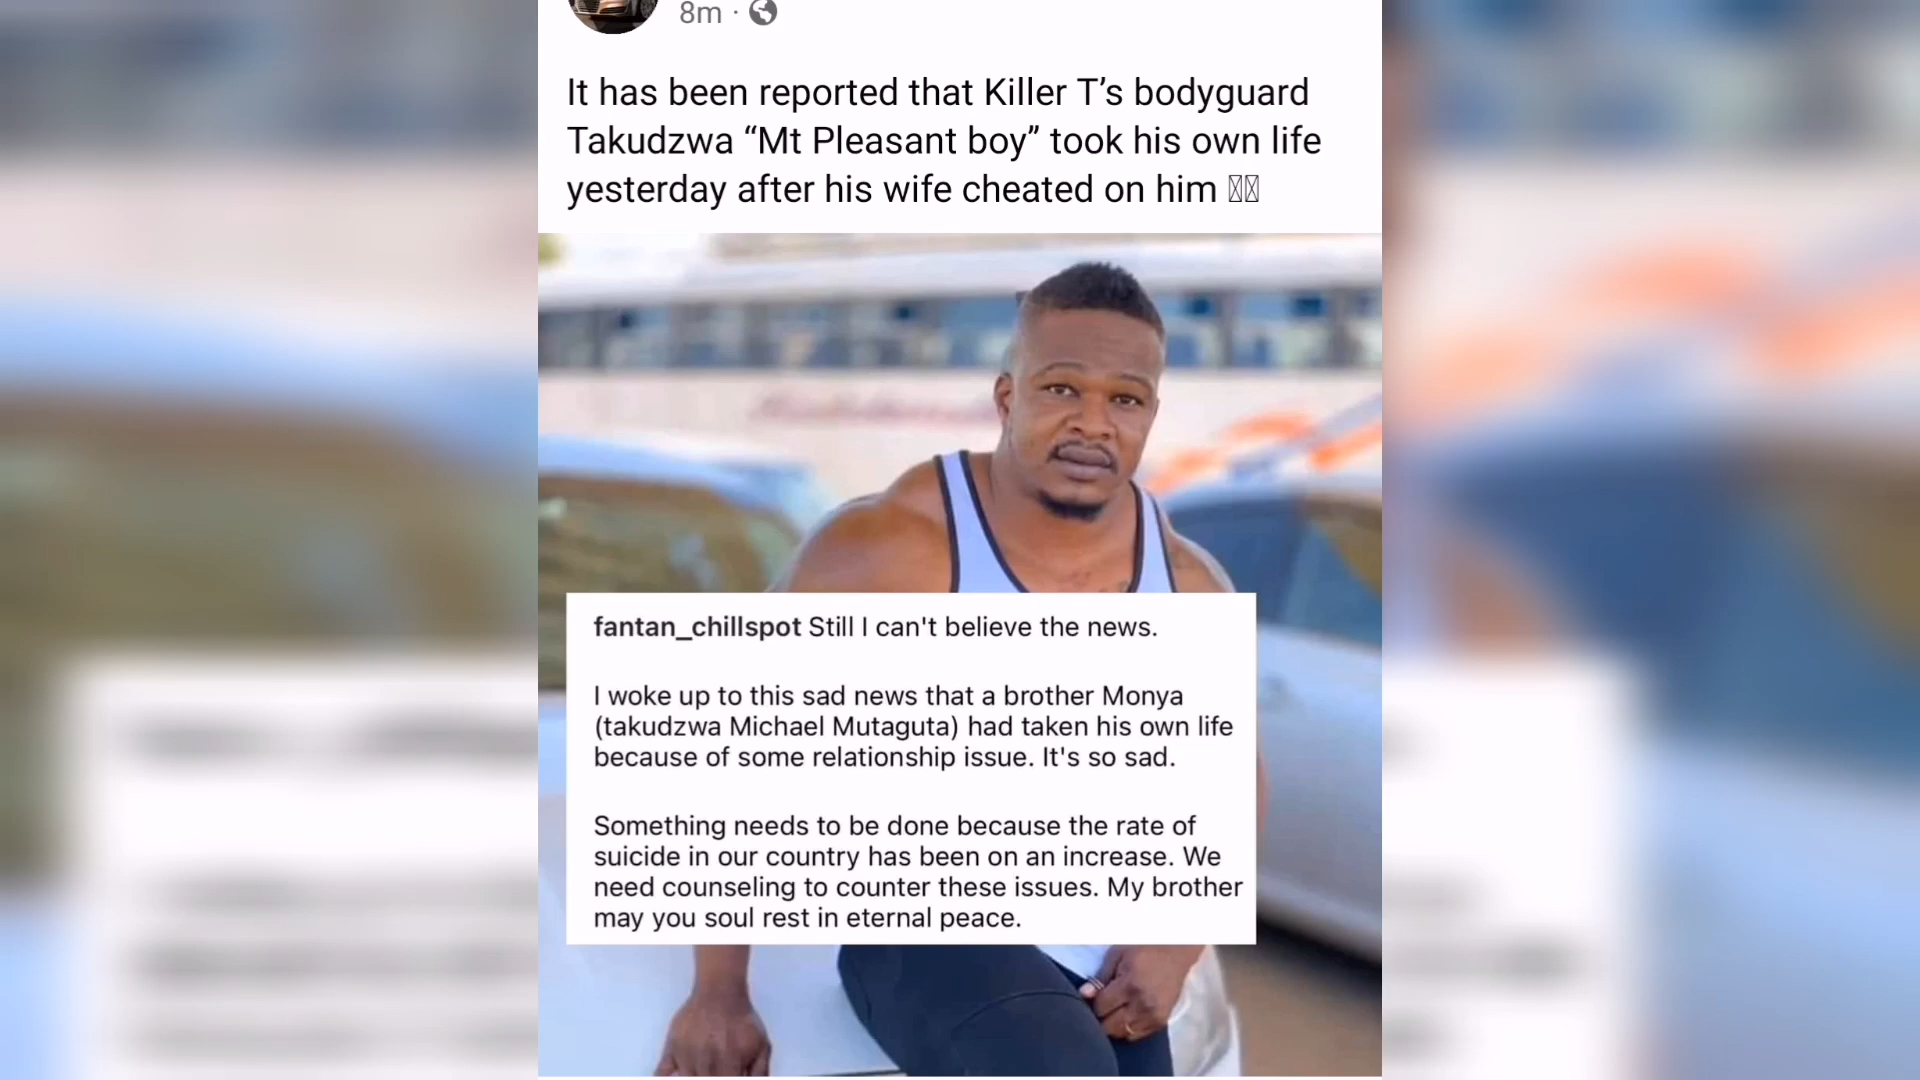 8m ·
It has been reported that Killer T’s bodyguard
Takudzwa “Mt Pleasant boy” took his own life
yesterday after his wife cheated on him
fantan_chillspot Still I can't believe the news.
I woke up to this sad news that a brother Monya
(takudzwa Michael Mutaguta) had taken his own life
because of some relationship issue. It's so sad.
Something needs to be done because the rate of
suicide in our country has been on an increase. We
need counseling to counter these issues. My brother
may you soul rest in eternal peace.